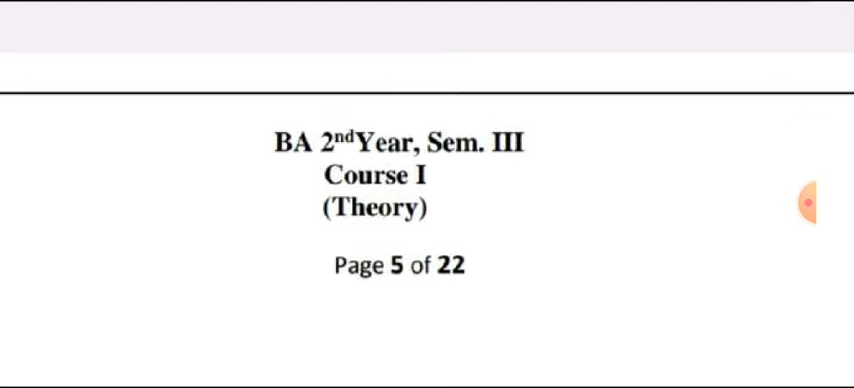 BA 2ndYear, Sem. III
Course I
(Theory)
Page 5 of 22